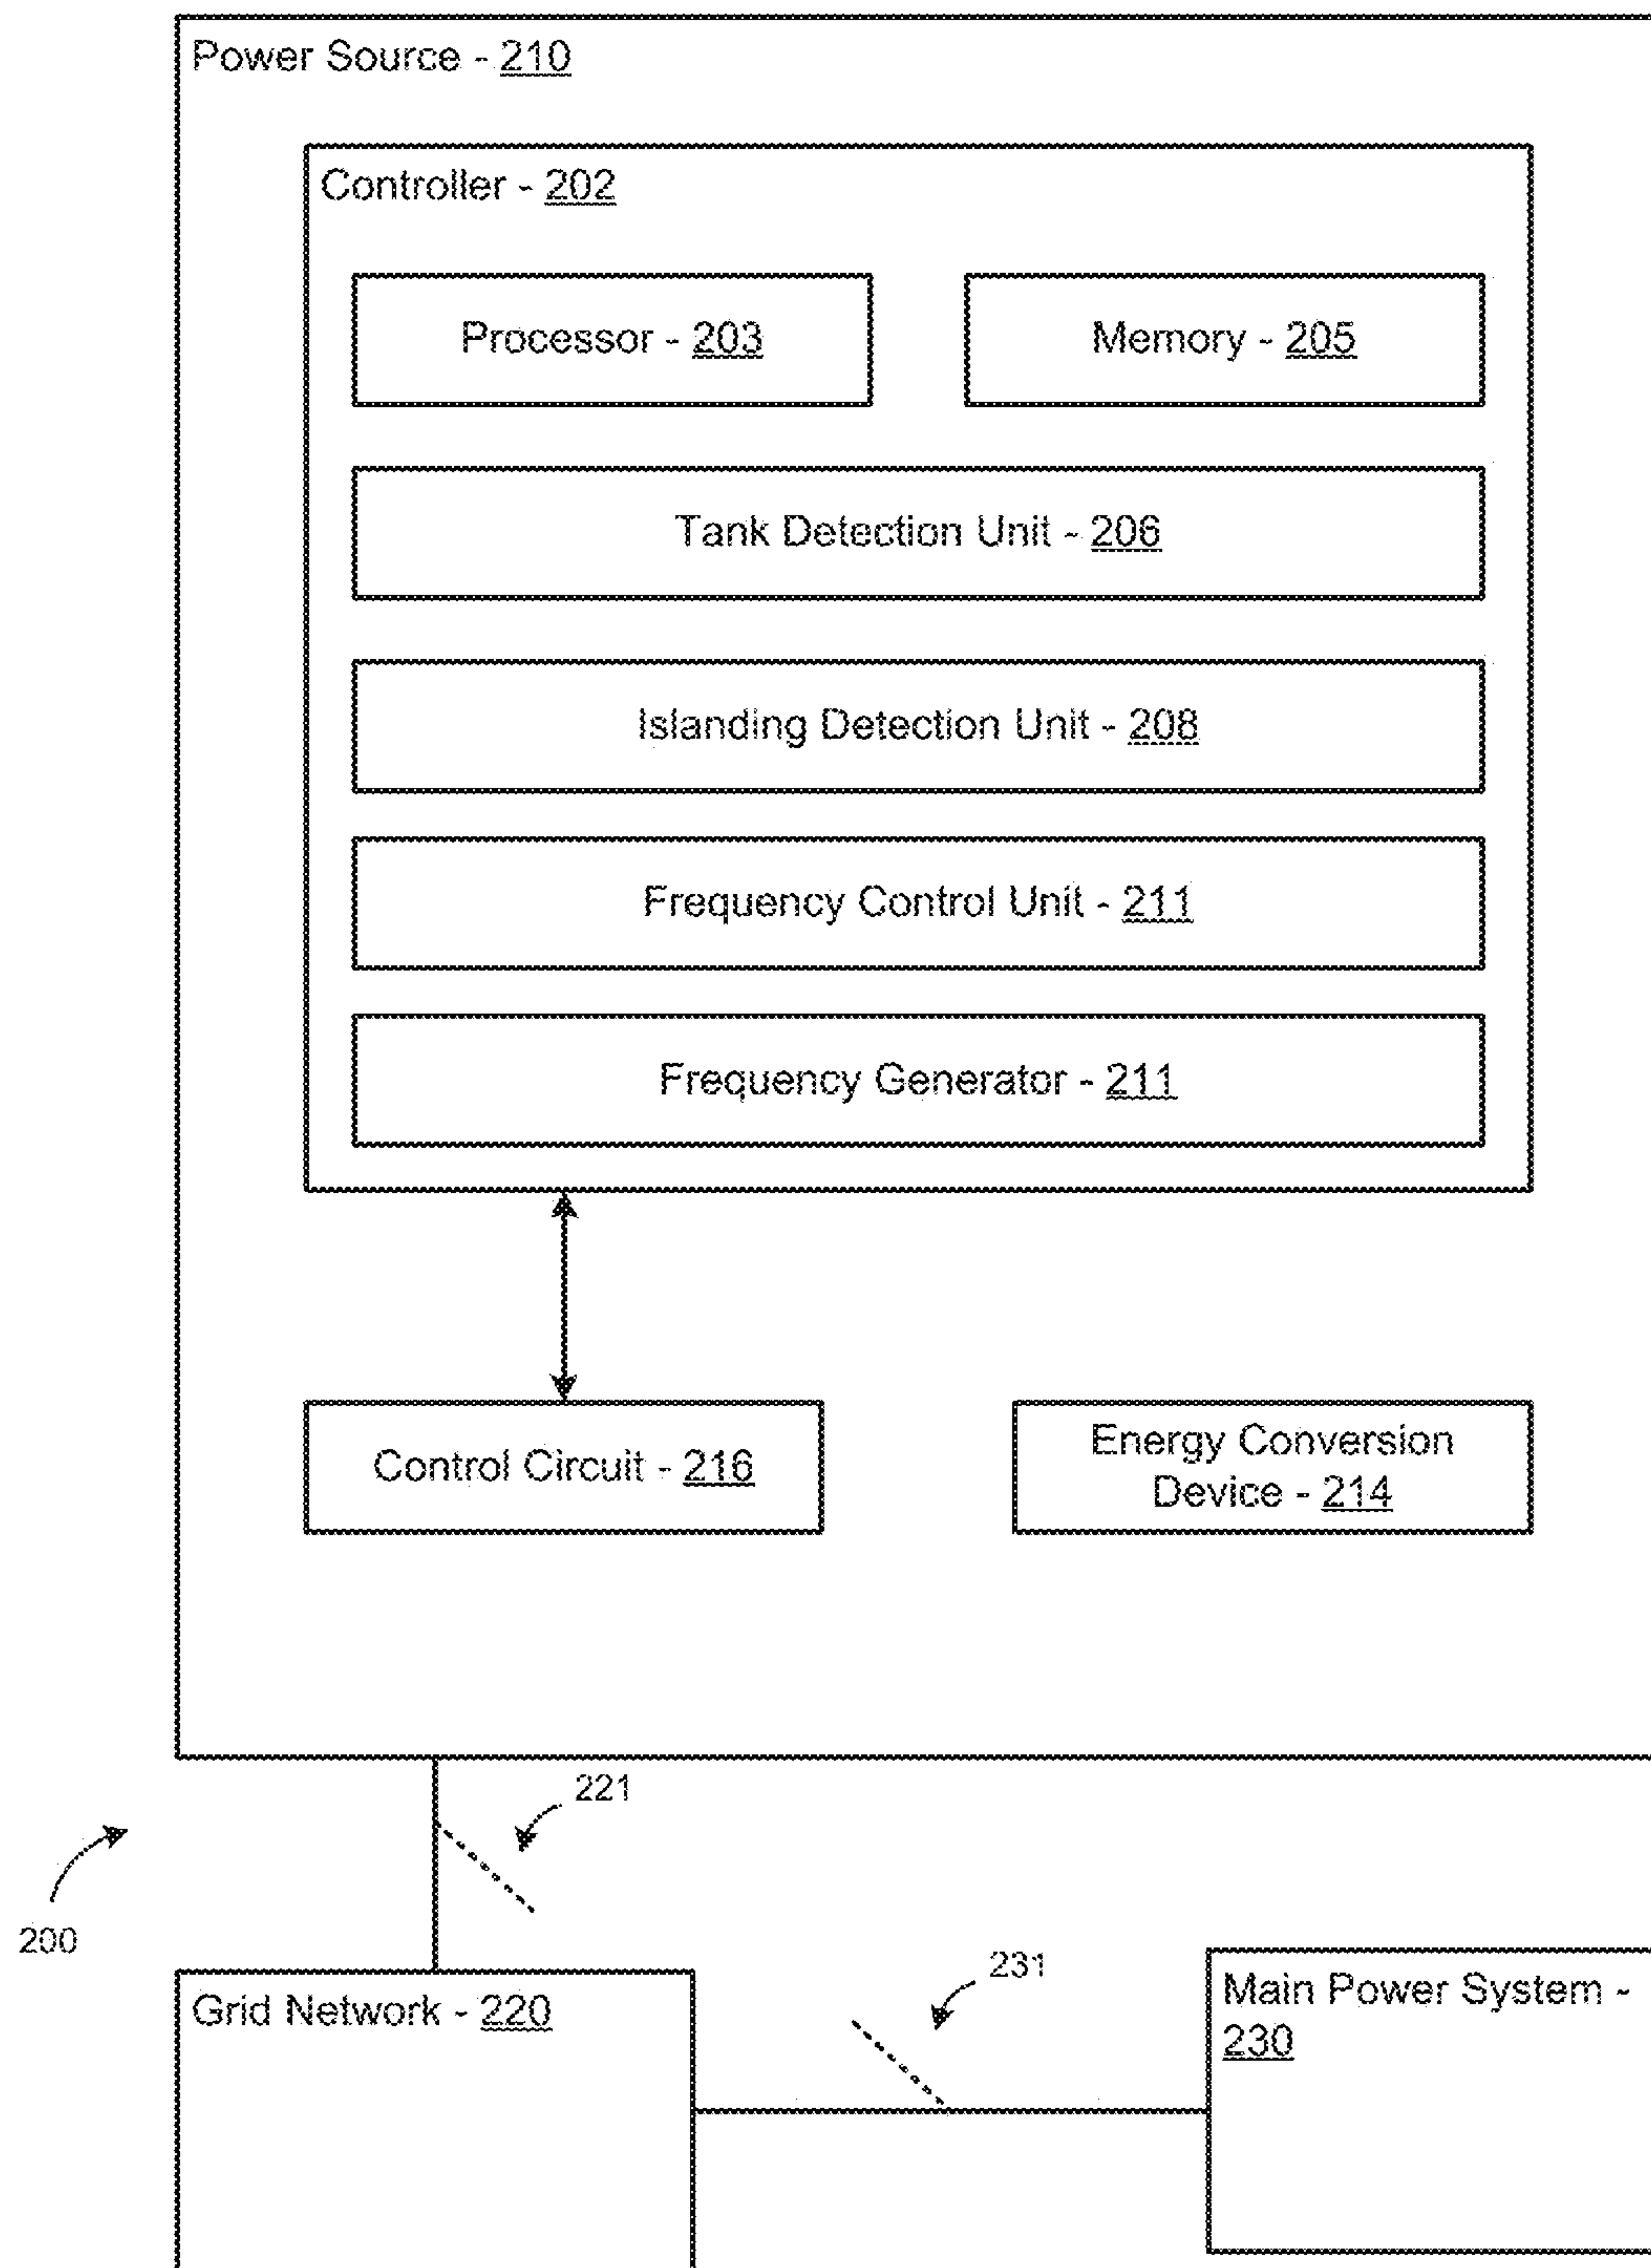 Power Source - 210
Controller - 202
Processor - 203
Memory - 205
Tank Detection Unit - 206
Islanding Detection Unit - 208
Frequency Control Unit - 211
Frequency Generator - 211
Control Circuit - 216
Energy Conversion
Device - 214
221
200
231
Grid Network - 220
Main Power System -
230